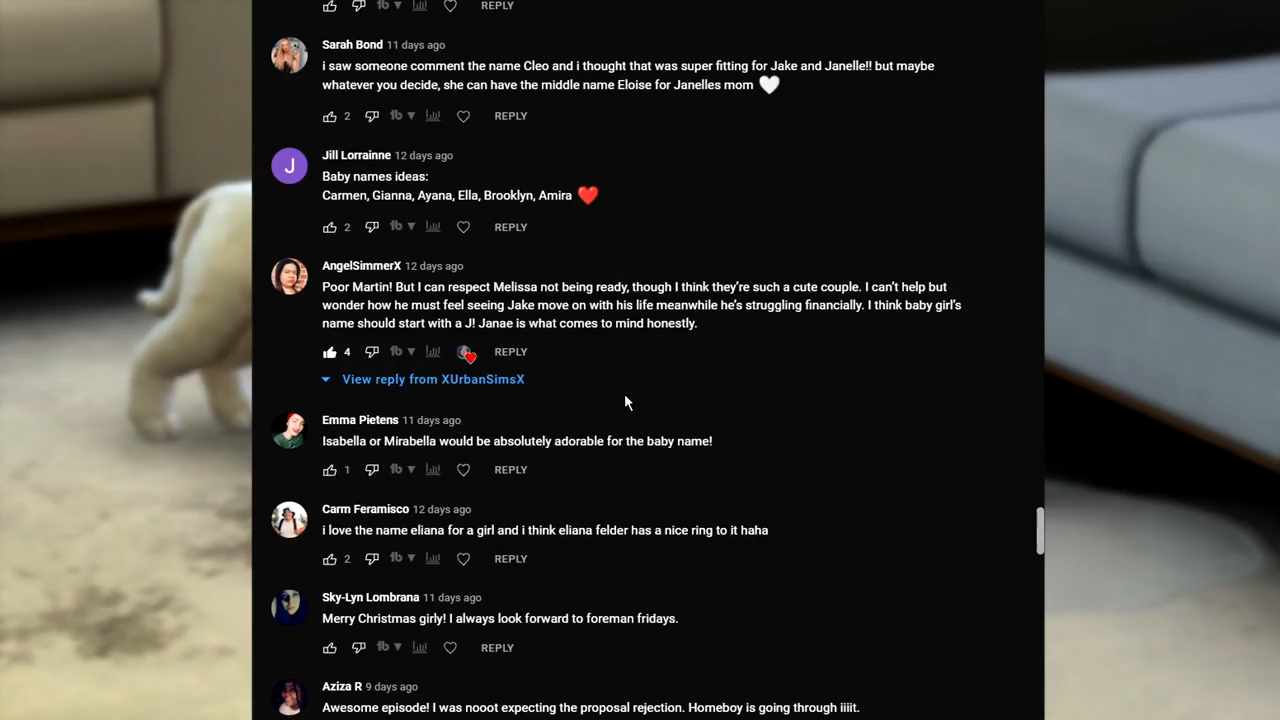 REPLY
Sarah Bond 11 days ago
i saw someone comment the name Cleo and i thought that was super fitting for Jake and Janelle!! but maybe
whatever you decide, she can have the middle name Eloise for Janelles mom 🤍
2 tb REPLY
J
Jill Lorrainne 12 days ago
Baby names ideas:
Carmen, Gianna, Ayana, Ella, Brooklyn, Amira ❤️
2 tb REPLY
AngelSimmerX 12 days ago
Poor Martin! But I can respect Melissa not being ready, though I think they're such a cute couple. I can't help but
wonder how he must feel seeing Jake move on with his life meanwhile he's struggling financially. I think baby girl's
name should start with a J! Janae is what comes to mind honestly.
4 tb REPLY
View reply from XUrbanSimsX
Emma Pietens 11 days ago
Isabella or Mirabella would be absolutely adorable for the baby name!
1 tb REPLY
Carm Feramisco 12 days ago
i love the name eliana for a girl and i think eliana felder has a nice ring to it haha
2 tb REPLY
Sky-Lyn Lombrana 11 days ago
Merry Christmas girly! I always look forward to foreman fridays.
tb REPLY
Aziza R 9 days ago
Awesome episode! I was nooot expecting the proposal rejection. Homeboy is going through iiiit.